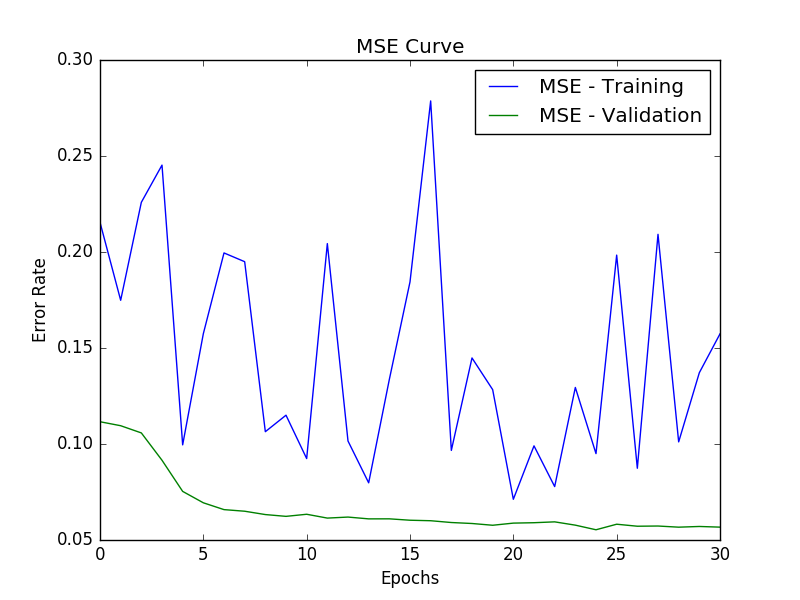 MSE Curve
MSE - Training
MSE - Validation
0.30
0.25
0.20
0.15
0.10
0.05
Error Rate
0 5 10 15 20 25 30
Epochs